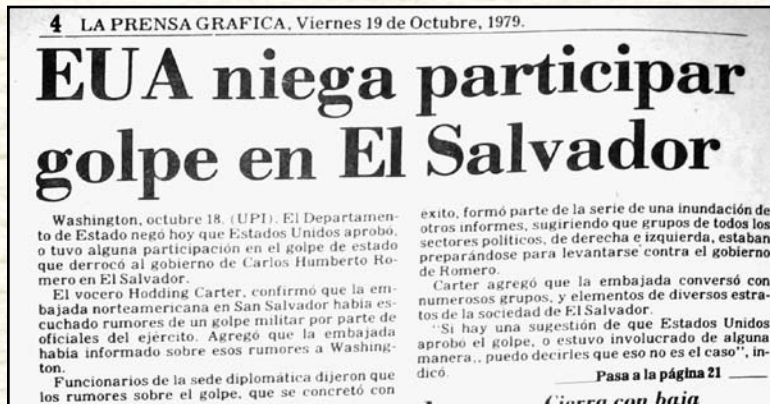 4 LA PRENSA GRAFICA, Viernes 19 de Octubre, 1979.
EUA niega participar
golpe en El Salvador
Washington, octubre 18. (UPI). El Departamen-
to de Estado negó hoy que Estados Unidos aprobó,
o tuvo alguna participación en el golpe de estado
que derrocó al gobierno de Carlos Humberto Ro-
mero en El Salvador.
El vocero Hodding Carter, confirmó que la em-
bajada norteamericana en San Salvador había es-
cuchado rumores de un golpe militar por parte de
oficiales del ejército. Agregó que la embajada
había informado sobre esos rumores a Washing-
ton.
Funcionarios de la sede diplomática dijeron que
los rumores sobre el golpe, que se concretó con
exito, formó parte de la serie de una inundación de
otros informes, sugiriendo que grupos de todos los
sectores políticos, de derecha e izquierda, estaban
preparándose para levantarse contra el gobierno
de Romero.
Carter agregó que la embajada conversó con
numerosos grupos, y elementos de diversos estra-
tos de la sociedad de El Salvador.
"Si hay una sugestión de que Estados Unidos
aprobó el golpe, o estuvo involucrado de alguna
manera,. puedo decirles que eso no es el caso", in-
dicó.
Pasa a la página 21
Cierra con baja